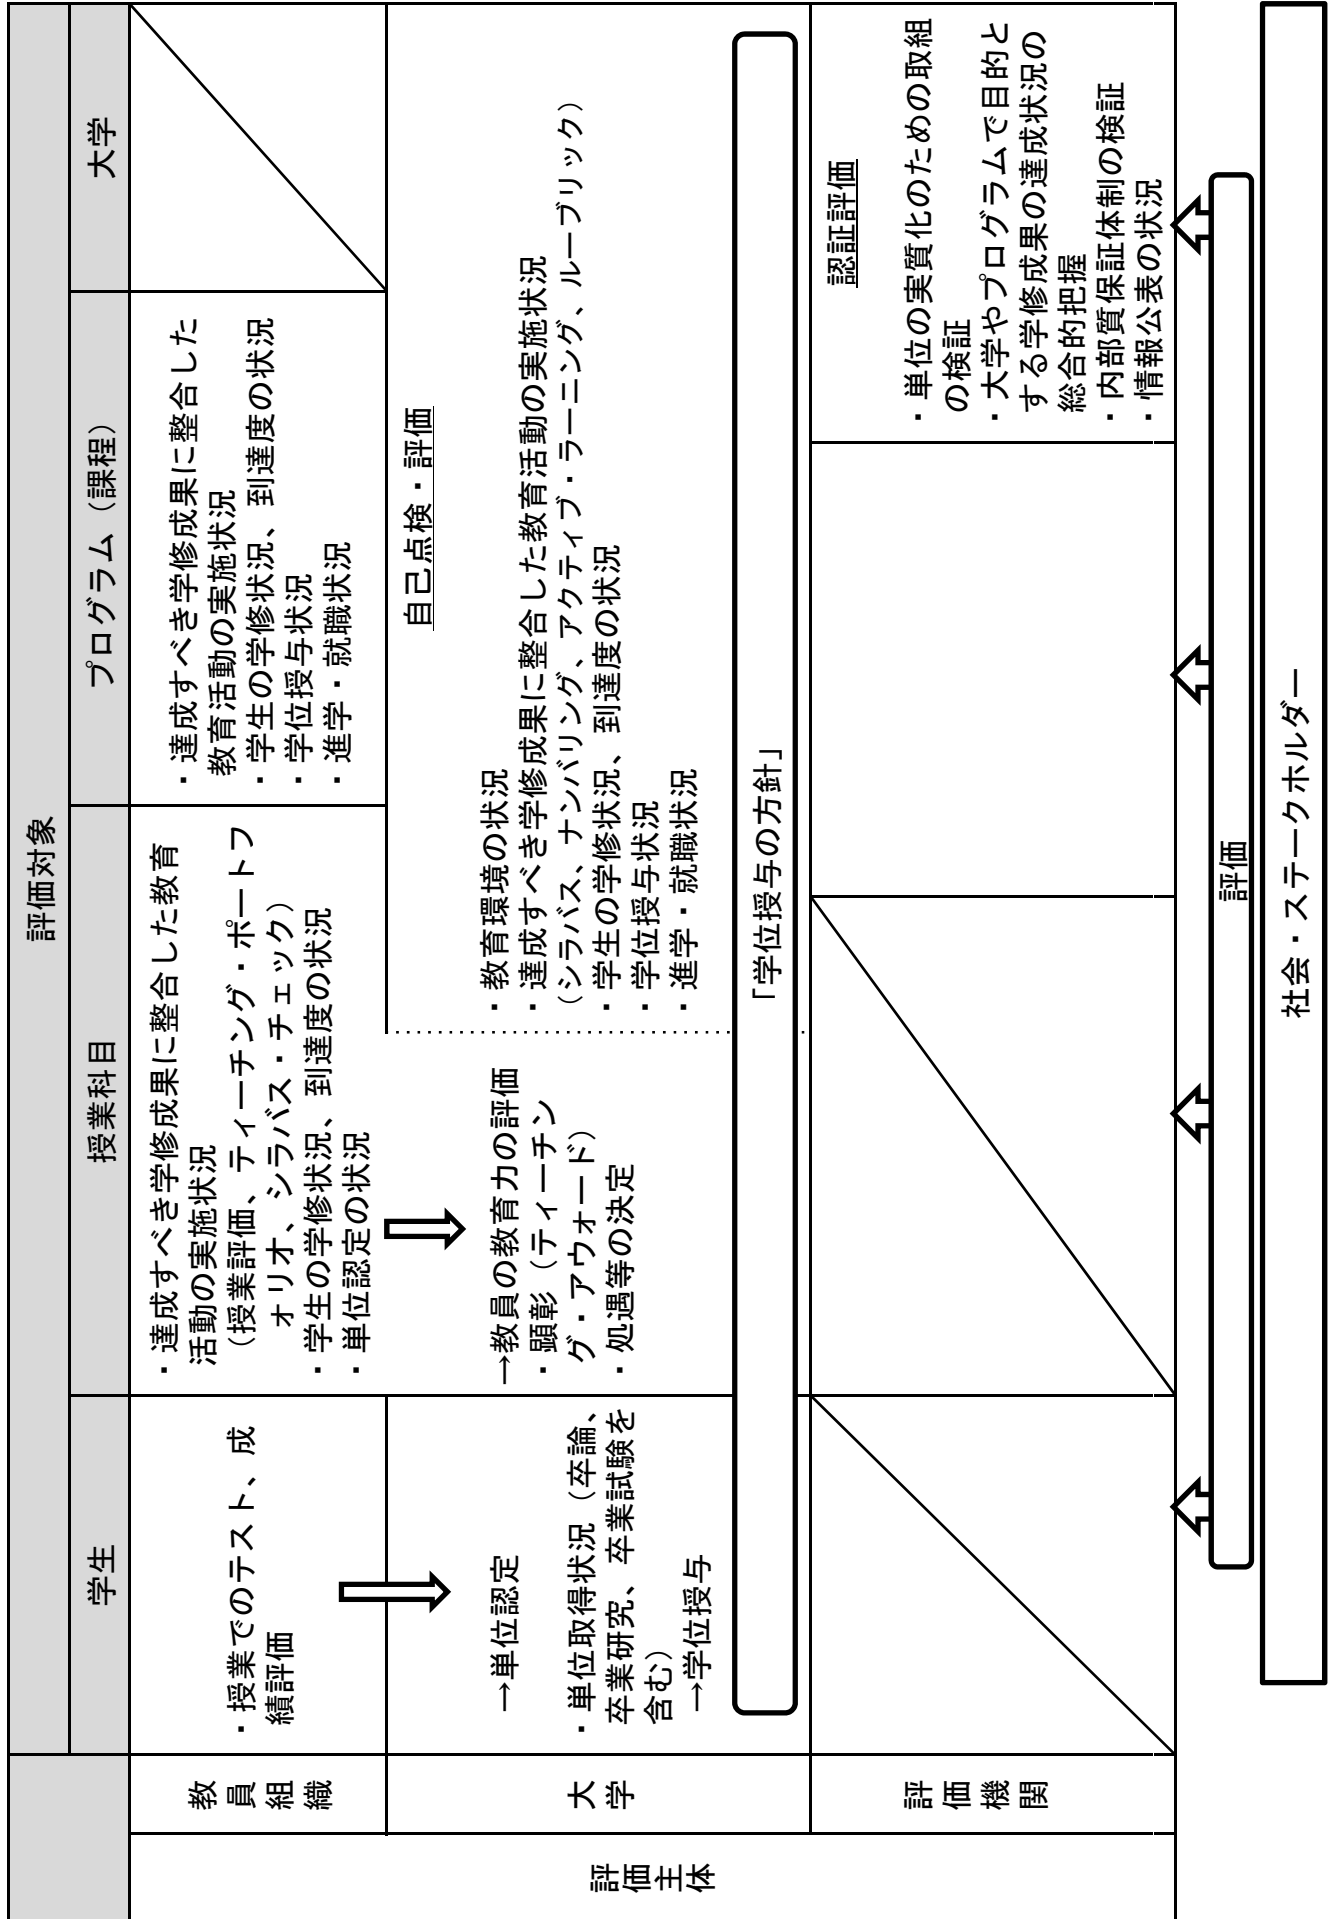 評価対象
学生
授業科目
プログラム（課程）
大学
評価主体
教員組織
・授業でのテスト、成
績評価
・達成すべき学修成果に整合した教育
活動の実施状況
（授業評価、ティーチング・ポートフ
ォリオ、シラバス・チェック）
・学生の学修状況、到達度の状況
・単位認定の状況
・達成すべき学修成果に整合した
教育活動の実施状況
・学生の学修状況、到達度の状況
・学位授与状況
・進学・就職状況
大学
→単位認定
・単位取得状況（卒論、
卒業研究、卒業試験を
含む）
→学位授与
→教員の教育力の評価
・顕彰（ティーチン
グ・アウォード）
・処遇等の決定
自己点検・評価
・教育環境の状況
・達成すべき学修成果に整合した教育活動の実施状況
（シラバス、ナンバリング、アクティブ・ラーニング、ルーブリック）
・学生の学修状況、到達度の状況
・学位授与状況
・進学・就職状況
「学位授与の方針」
評価機関
認証評価
・単位の実質化のための取組
の検証
・大学やプログラムで目的と
する学修成果の達成状況の
総合的把握
・内部質保証体制の検証
・情報公表の状況
評価
社会・ステークホルダー